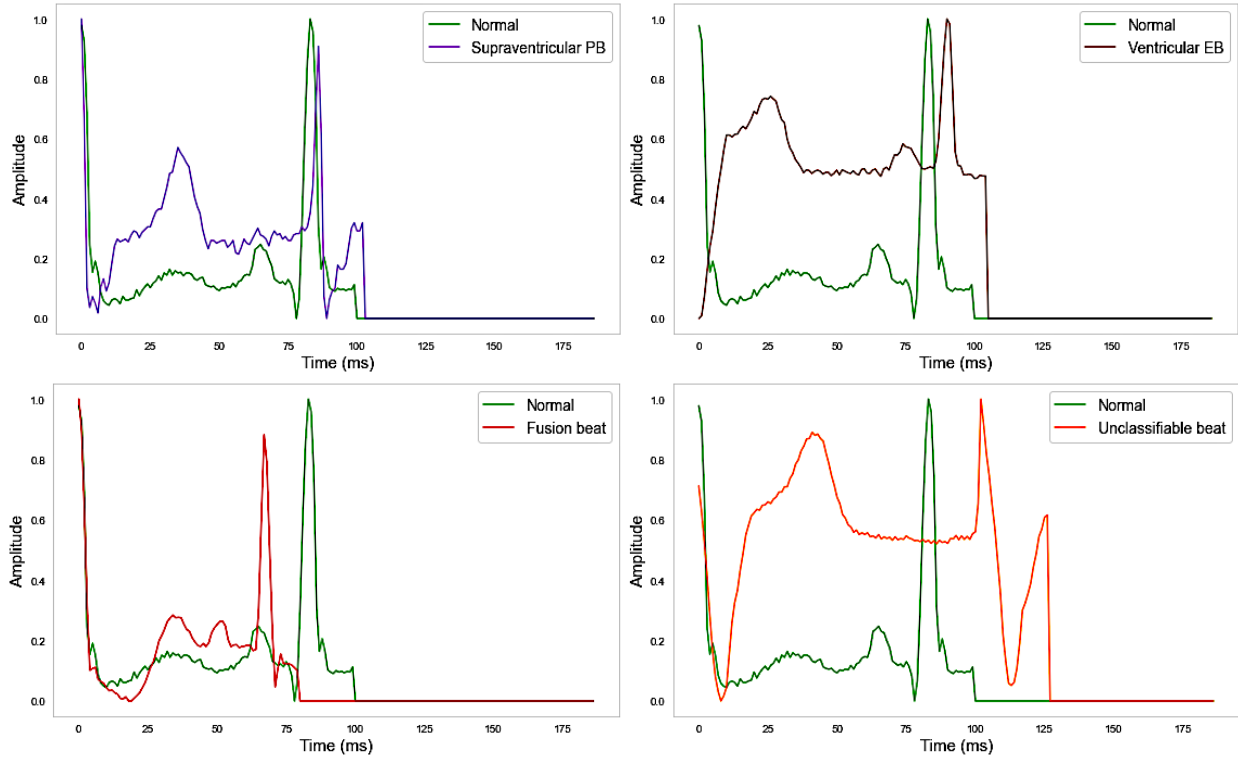 Normal
Supraventricular PB
1.0
0.8
0.6
0.4
0.2
0.0
Amplitude
0 25 50 75 100 125 150 175
Time (ms)
Normal
Ventricular EB
1.0
0.8
0.6
0.4
0.2
0.0
Amplitude
0 25 50 75 100 125 150 175
Time (ms)
Normal
Fusion beat
1.0
0.8
0.6
0.4
0.2
0.0
Amplitude
0 25 50 75 100 125 150 175
Time (ms)
Normal
Unclassifiable beat
1.0
0.8
0.6
0.4
0.2
0.0
Amplitude
0 25 50 75 100 125 150 175
Time (ms)